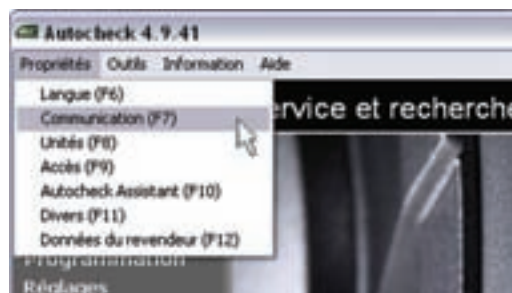 Autocheck 4.9.41
Propriétés Outils Information Aide
Langue (F6)
Communication (F7)
Unités (F8)
Accès (F9)
Autocheck Assistant (F10)
Divers (F11)
Données du revendeur (F12)
ervice et recherche
Programmation
Réglages